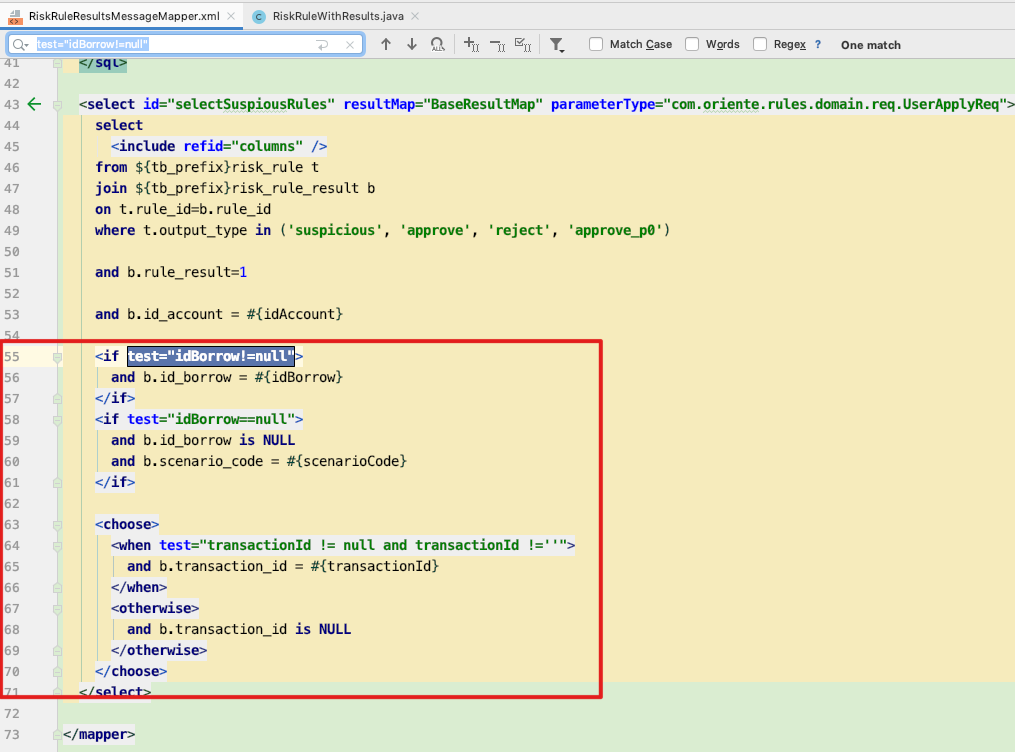 RiskRuleResultsMessageMapper.xml
RiskRuleWithResults.java
test="idBorrow!=null"
Match Case
Words
Regex
?
One match
41 </sql>
42
43 <select id="selectSuspiousRules" resultMap="BaseResultMap" parameterType="com.oriente.rules.domain.req.UserApplyReq">
44 select
45 <include refid="columns" />
46 from ${tb_prefix}risk_rule t
47 join ${tb_prefix}risk_rule_result b
48 on t.rule_id=b.rule_id
49 where t.output_type in ('suspicious', 'approve', 'reject', 'approve_p0')
50
51 and b.rule_result=1
52
53 and b.id_account = #{idAccount}
54
55 <if test="idBorrow!=null">
56 and b.id_borrow = #{idBorrow}
57 </if>
58 <if test="idBorrow==null">
59 and b.id_borrow is NULL
60 and b.scenario_code = #{scenarioCode}
61 </if>
62
63 <choose>
64 <when test="transactionId != null and transactionId !=''">
65 and b.transaction_id = #{transactionId}
66 </when>
67 <otherwise>
68 and b.transaction_id is NULL
69 </otherwise>
70 </choose>
71 </select>
72
73 </mapper>